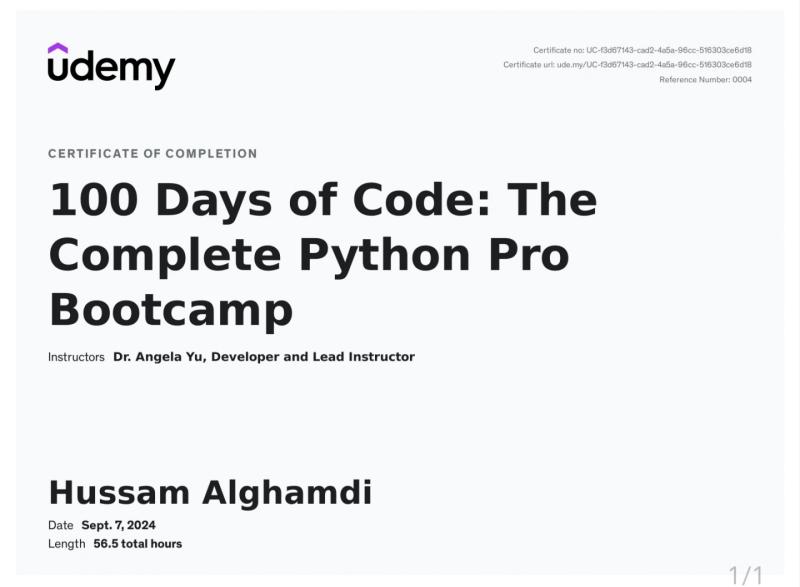 udemy
Certificate no: UC-f3d67143-cad2-4a5a-96cc-516303ce6d18
Certificate url: ude.my/UC-f3d67143-cad2-4a5a-96cc-516303ce6d18
Reference Number: 0004
CERTIFICATE OF COMPLETION
100 Days of Code: The
Complete Python Pro
Bootcamp
Instructors Dr. Angela Yu, Developer and Lead Instructor
Hussam Alghamdi
Date Sept. 7, 2024
Length 56.5 total hours
1/1